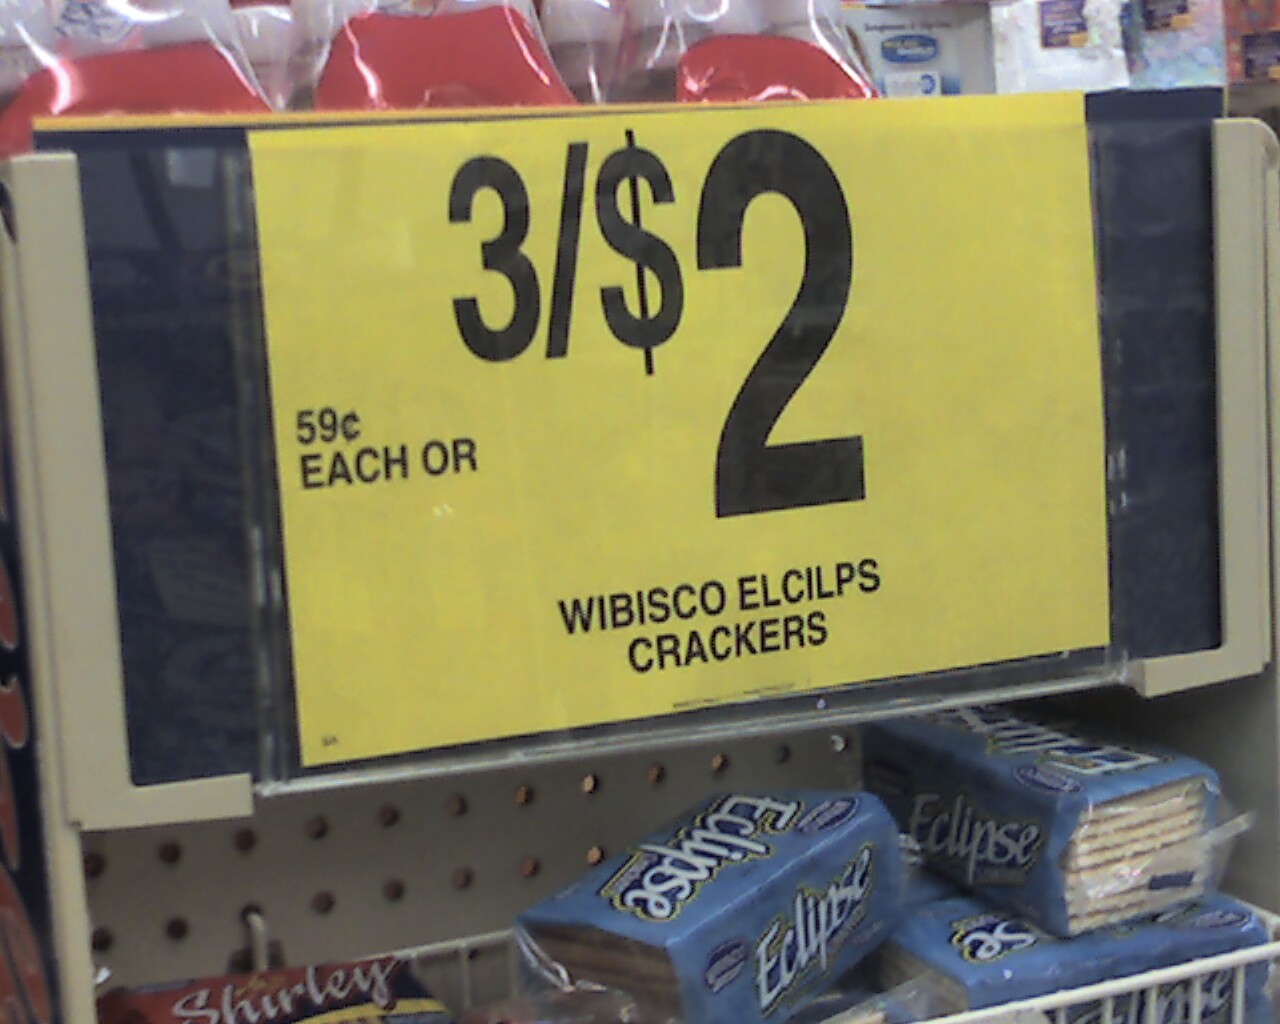 3/$2
59¢
EACH OR
WIBISCO ELCILPS
CRACKERS
Eclipse
Eclipse
Eclipse
Shirley